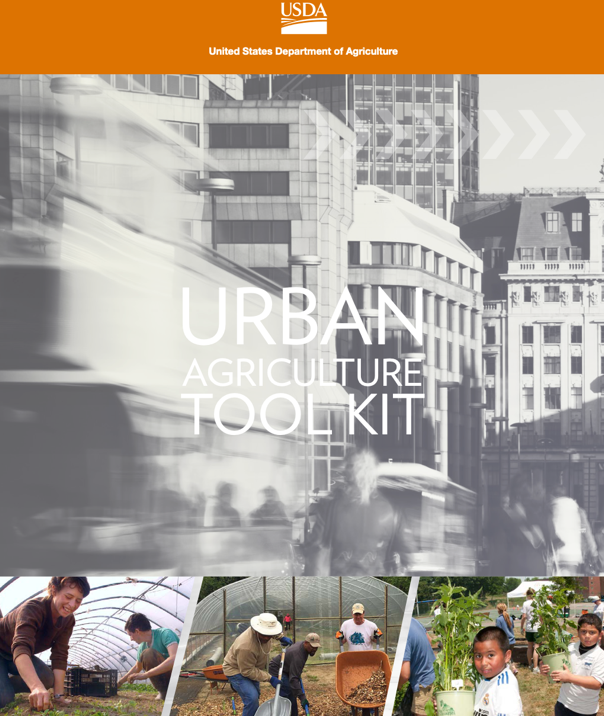 USDA
United States Department of Agriculture
URBAN
AGRICULTURE
TOOL KIT